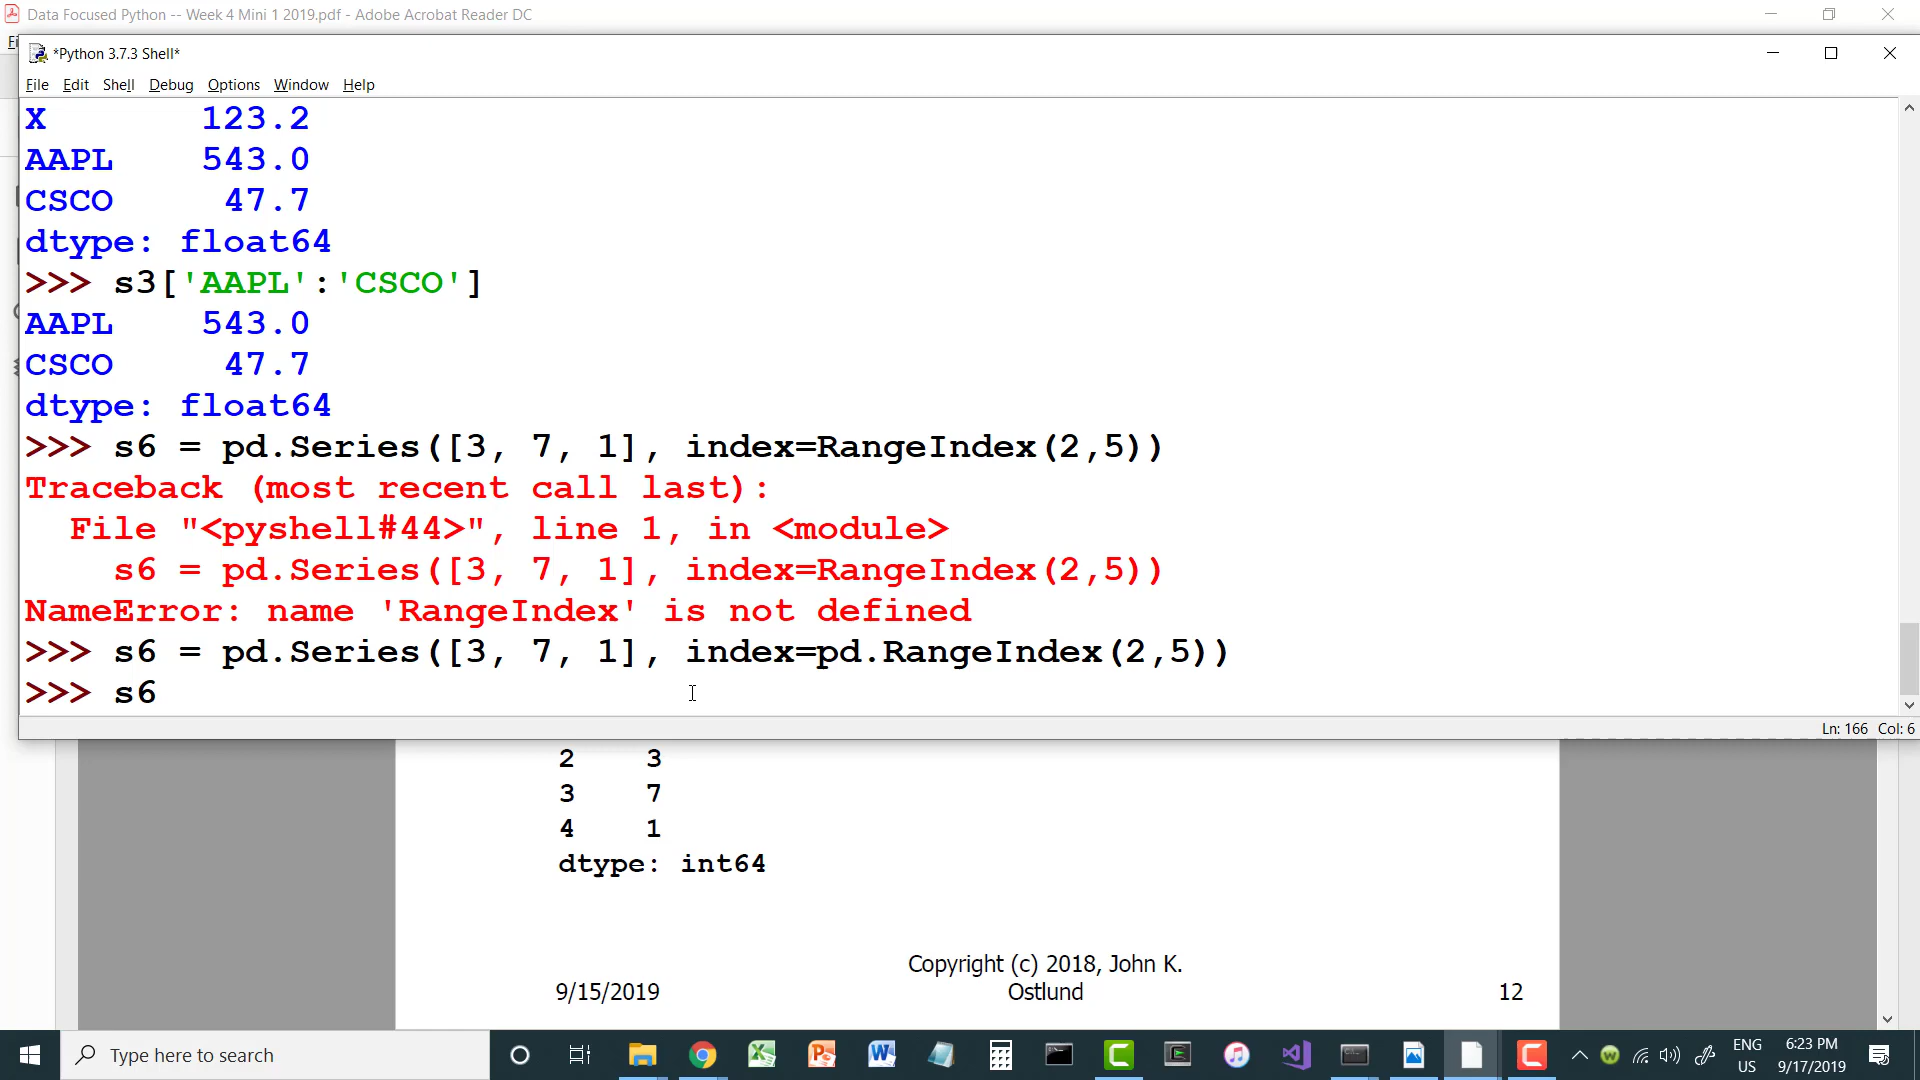 Data Focused Python -- Week 4 Mini 1 2019.pdf - Adobe Acrobat Reader DC
*Python 3.7.3 Shell*
File Edit Shell Debug Options Window Help
X        123.2
AAPL     543.0
CSCO      47.7
dtype: float64
>>> s3['AAPL':'CSCO']
AAPL     543.0
CSCO      47.7
dtype: float64
>>> s6 = pd.Series([3, 7, 1], index=RangeIndex(2,5))
Traceback (most recent call last):
  File "<pyshell#44>", line 1, in <module>
    s6 = pd.Series([3, 7, 1], index=RangeIndex(2,5))
NameError: name 'RangeIndex' is not defined
>>> s6 = pd.Series([3, 7, 1], index=pd.RangeIndex(2,5))
>>> s6
Ln: 166 Col: 6
2    3
3    7
4    1
dtype: int64
Copyright (c) 2018, John K.
Ostlund
9/15/2019
12
Type here to search
ENG
US
6:23 PM
9/17/2019